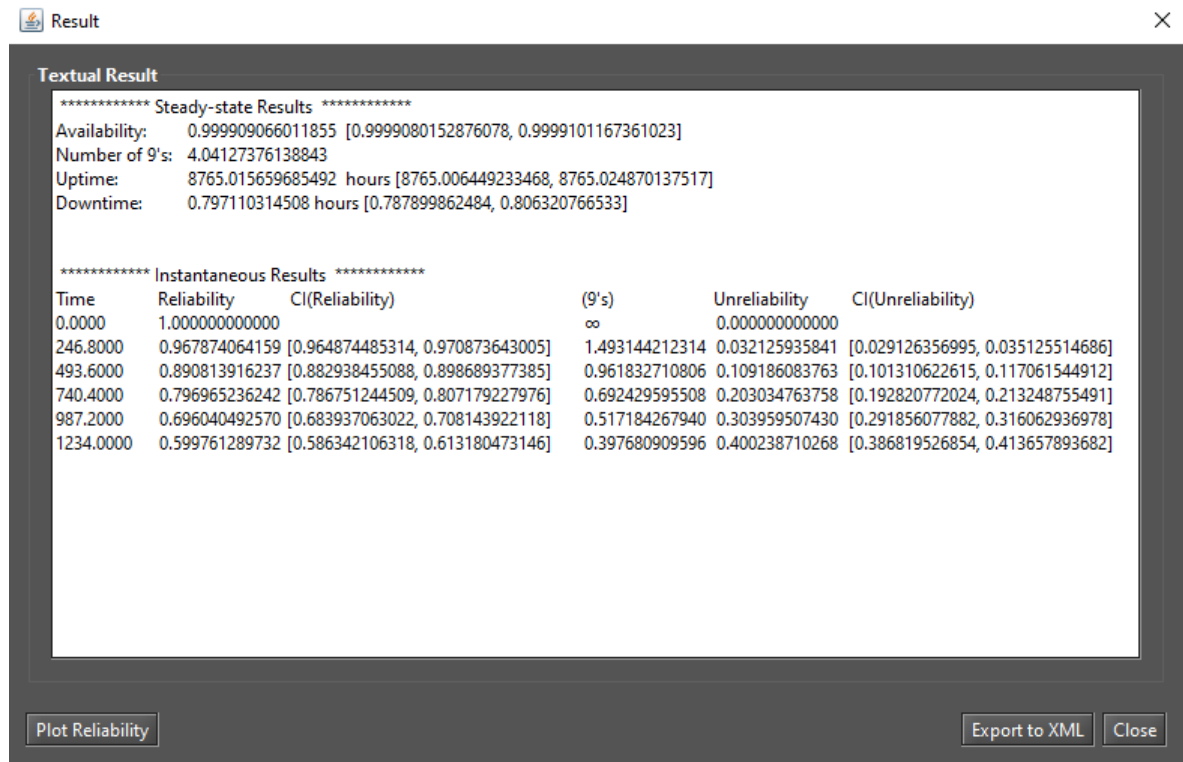 Result
Textual Result
************ Steady-state Results ************
Availability: 0.999909066011855 [0.9999080152876078, 0.9999101167361023]
Number of 9's: 4.04127376138843
Uptime: 8765.015659685492 hours [8765.006449233468, 8765.024870137517]
Downtime: 0.797110314508 hours [0.787899862484, 0.806320766533]
************ Instantaneous Results ************
Time Reliability CI(Reliability) (9's) Unreliability CI(Unreliability)
0.0000 1.000000000000 ∞ 0.000000000000
246.8000 0.967874064159 [0.964874485314, 0.970873643005] 1.493144212314 0.032125935841 [0.029126356995, 0.035125514686]
493.6000 0.890813916237 [0.882938455088, 0.898689377385] 0.961832710806 0.109186083763 [0.101310622615, 0.117061544912]
740.4000 0.796965236242 [0.786751244509, 0.807179227976] 0.692429595508 0.203034763758 [0.192820772024, 0.213248755491]
987.2000 0.696040492570 [0.683937063022, 0.708143922118] 0.517184267940 0.303959507430 [0.291856077882, 0.316062936978]
1234.0000 0.599761289732 [0.586342106318, 0.613180473146] 0.397680909596 0.400238710268 [0.386819526854, 0.413657893682]
Plot Reliability Export to XML Close